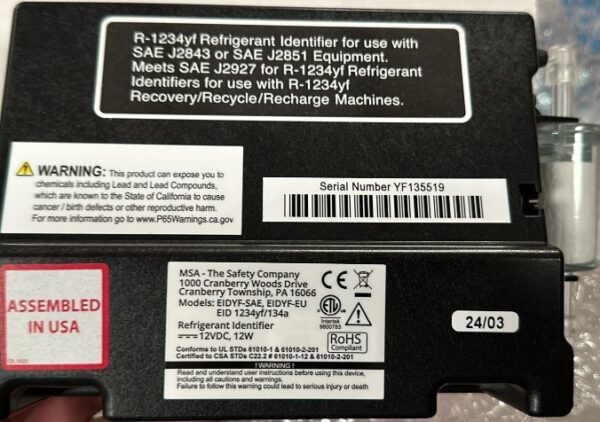 R-1234yf Refrigerant Identifier for use with
SAE J2843 or SAE J2851 Equipment.
Meets SAE J2927 for R-1234yf Refrigerant
Identifiers for use with R-1234yf
Recovery/Recycle/Recharge Machines.
WARNING: This product can expose you to
chemicals including Lead and Lead Compounds,
which are known to the State of California to cause
cancer / birth defects or other reproductive harm.
For more information go to www.P65Warnings.ca.gov
Serial Number YF135519
ASSEMBLED
IN USA
MSA - The Safety Company
1000 Cranberry Woods Drive
Cranberry Township, PA 16066
Models: EIDYF-SAE, EIDYF-EU
EID 1234yf/134a
Refrigerant Identifier
12VDC, 12W
Conforms to UL STDs 61010-1 & 61010-2-201
Certified to CSA STDs C22.2 # 61010-1-12 & 61010-2-201
CE
Intertek
RoHS
Compliant
! WARNING !
Read and understand user instructions before using this device,
including all cautions and warnings.
Failure to follow this warning could lead to serious injury or death
24/03